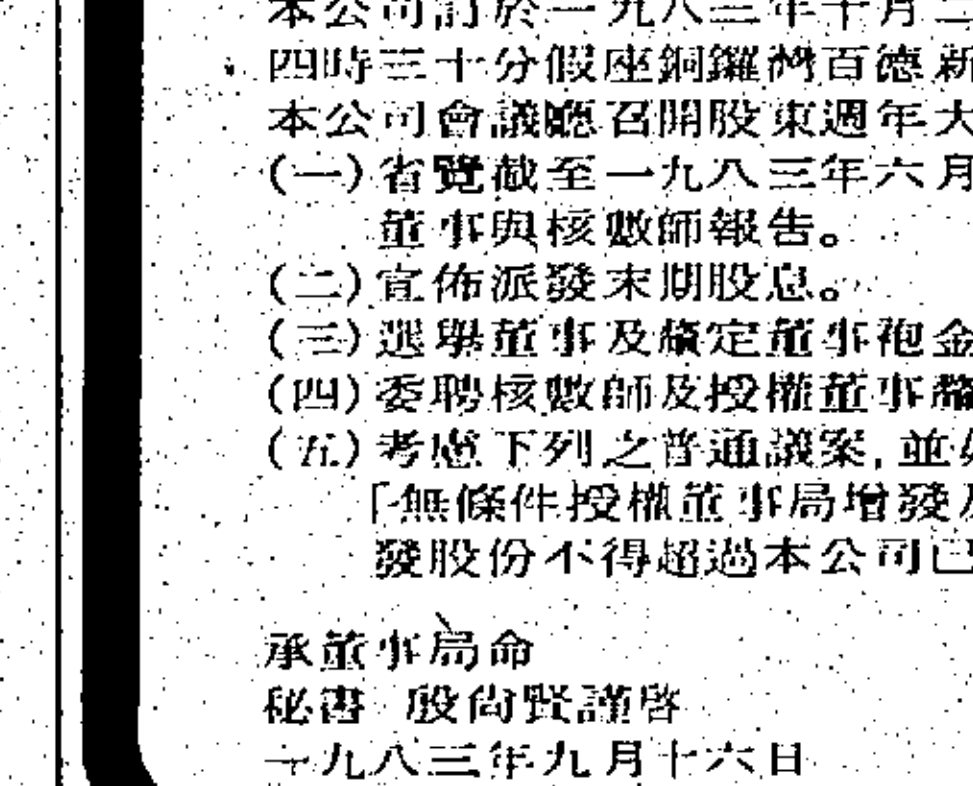 本公司訂於一九八三年十月二
四時三十分假座銅鑼灣百德新
本公司會議廳召開股東週年大
(一)省覽截至一九八三年六月
董事與核數師報告。
(二)宣佈派發末期股息。
(三)選舉董事及釐定董事袍金
(四)委聘核數師及授權董事釐
(五)考慮下列之普通議案,並
「無條件授權董事局增發及
發股份不得超過本公司已
承董事局命
秘書 殷尙賢謹啓
一九八三年九月十六日